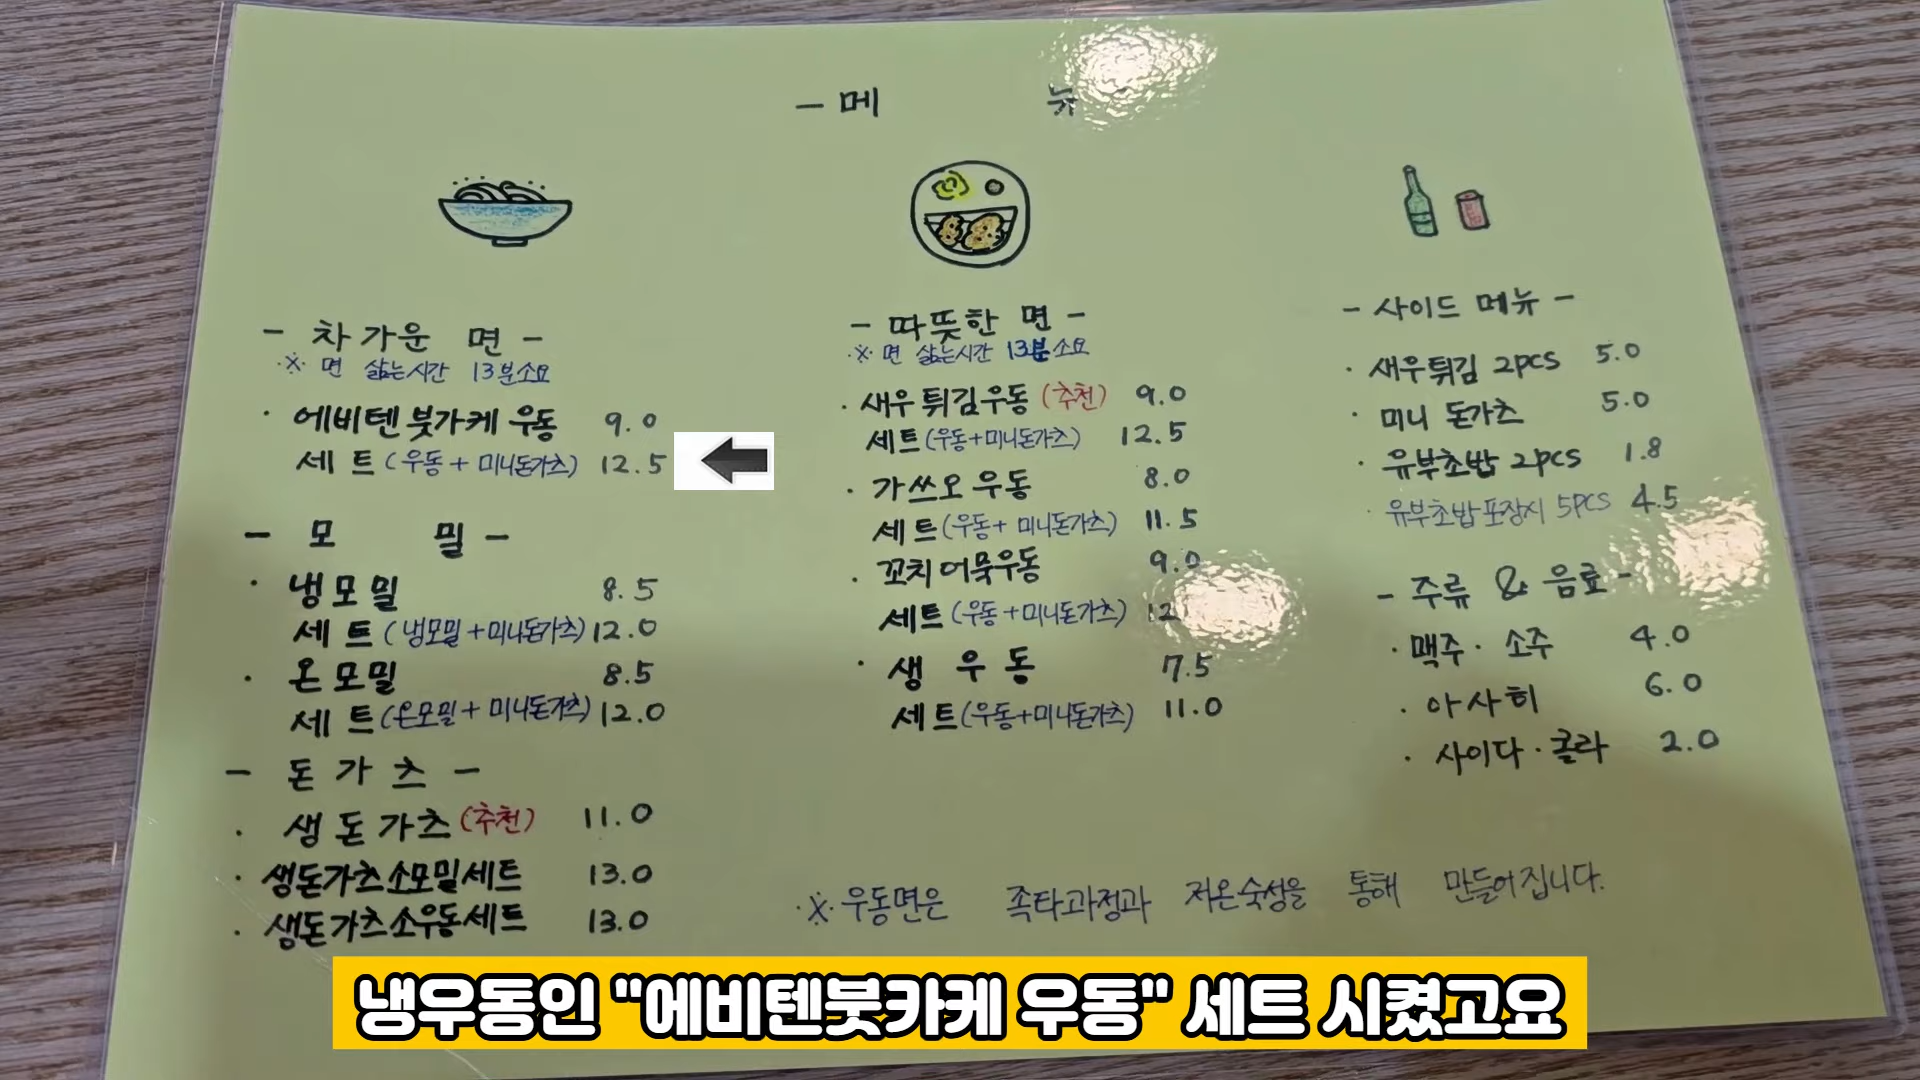 - 메 뉴
- 차가운 면 -
※ 면 삶는시간 13분소요
· 에비텐붓가케 우동 9.0
세트 (우동 + 미니돈가츠) 12.5
- 모 밀 -
· 냉모밀 8.5
세트 (냉모밀 + 미니돈가츠) 12.0
· 온모밀 8.5
세트 (온모밀 + 미니돈가츠) 12.0
- 돈가츠 -
· 생돈가츠 (추천) 11.0
· 생돈가츠소모밀세트 13.0
· 생돈가츠소우동세트 13.0
- 따뜻한 면 -
※ 면 삶는시간 13분소요
· 새우튀김우동 (추천) 9.0
세트 (우동+미니돈가츠) 12.5
· 가쓰오 우동 8.0
세트 (우동+ 미니돈가츠) 11.5
· 꼬치어묵우동 9.0
세트 (우동+미니돈가츠) 12
· 생 우 동 7.5
세트 (우동+미니돈가츠) 11.0
- 사이드 메뉴 -
· 새우튀김 2pcs 5.0
· 미니 돈가츠 5.0
· 유부초밥 2pcs 1.8
· 유부초밥 포장시 5pcs 4.5
- 주류 & 음료 -
· 맥주 · 소주 4.0
· 아사히 6.0
· 사이다 · 콜라 2.0
※ 우동면은 족타과정과 저온숙성을 통해 만들어집니다.
냉우동인 "에비텐붓카케 우동" 세트 시켰고요